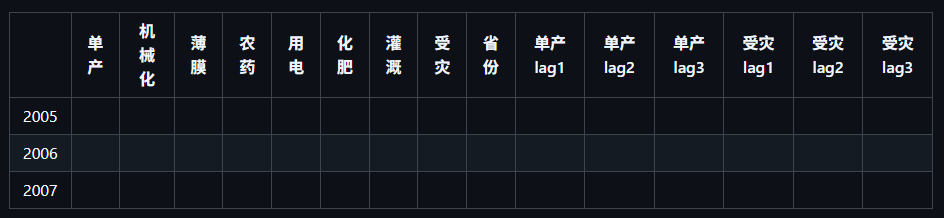 单产 机械化 薄膜 农药 用电 化肥 灌溉 受灾 省份 单产 lag1 单产 lag2 单产 lag3 受灾 lag1 受灾 lag2 受灾 lag3
2005
2006
2007